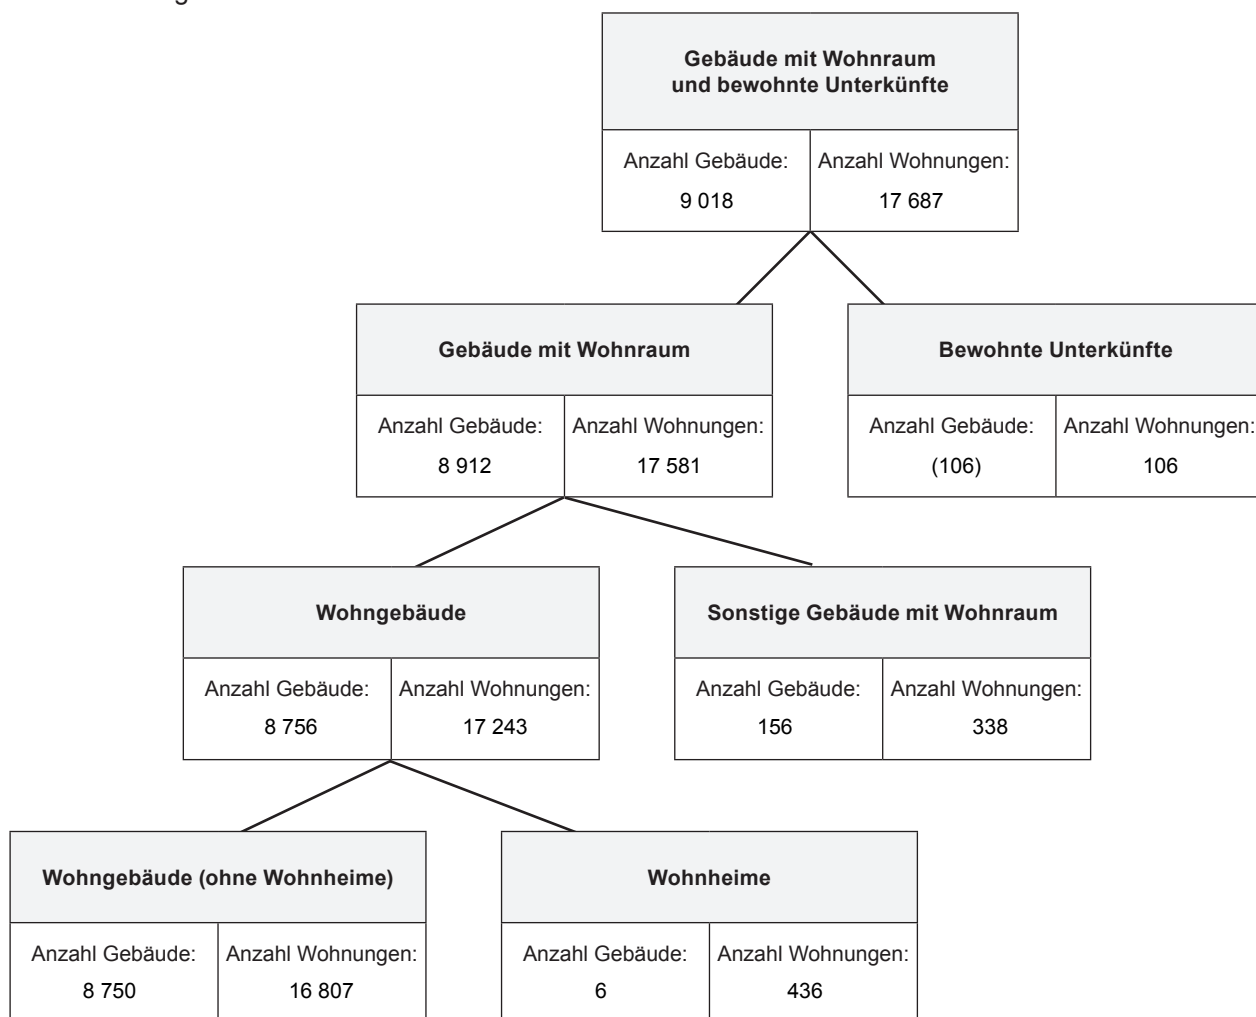 Gebäude mit Wohnraum
und bewohnte Unterkünfte
Anzahl Gebäude:
9 018
Anzahl Wohnungen:
17 687
Gebäude mit Wohnraum
Anzahl Gebäude:
8 912
Anzahl Wohnungen:
17 581
Bewohnte Unterkünfte
Anzahl Gebäude:
(106)
Anzahl Wohnungen:
106
Wohngebäude
Anzahl Gebäude:
8 756
Anzahl Wohnungen:
17 243
Sonstige Gebäude mit Wohnraum
Anzahl Gebäude:
156
Anzahl Wohnungen:
338
Wohngebäude (ohne Wohnheime)
Anzahl Gebäude:
8 750
Anzahl Wohnungen:
16 807
Wohnheime
Anzahl Gebäude:
6
Anzahl Wohnungen:
436